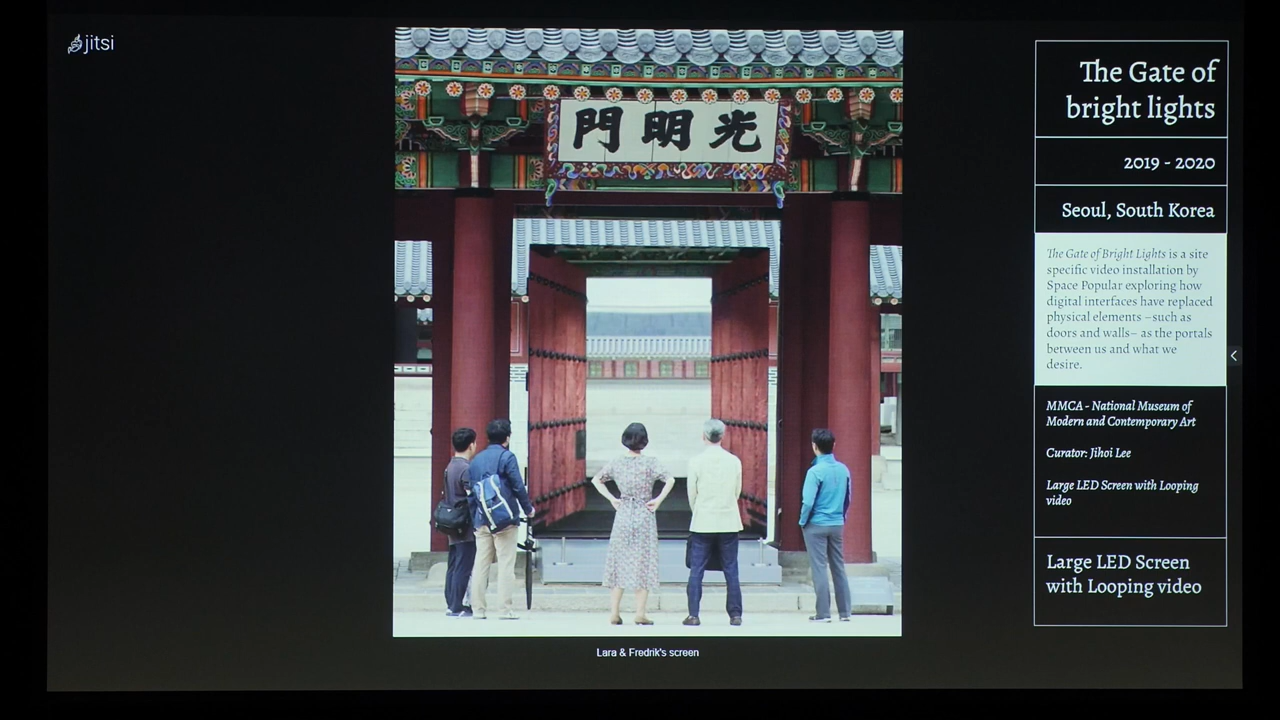 jitsi
門明光
The Gate of
bright lights
2019 - 2020
Seoul, South Korea
The Gate of Bright Lights is a site
specific video installation by
Space Popular exploring how
digital interfaces have replaced
physical elements –such as
doors and walls– as the portals
between us and what we
desire.
MMCA - National Museum of
Modern and Contemporary Art
Curator: Jihoi Lee
Large LED Screen with Looping
video
Large LED Screen
with Looping video
Lara & Fredrik's screen